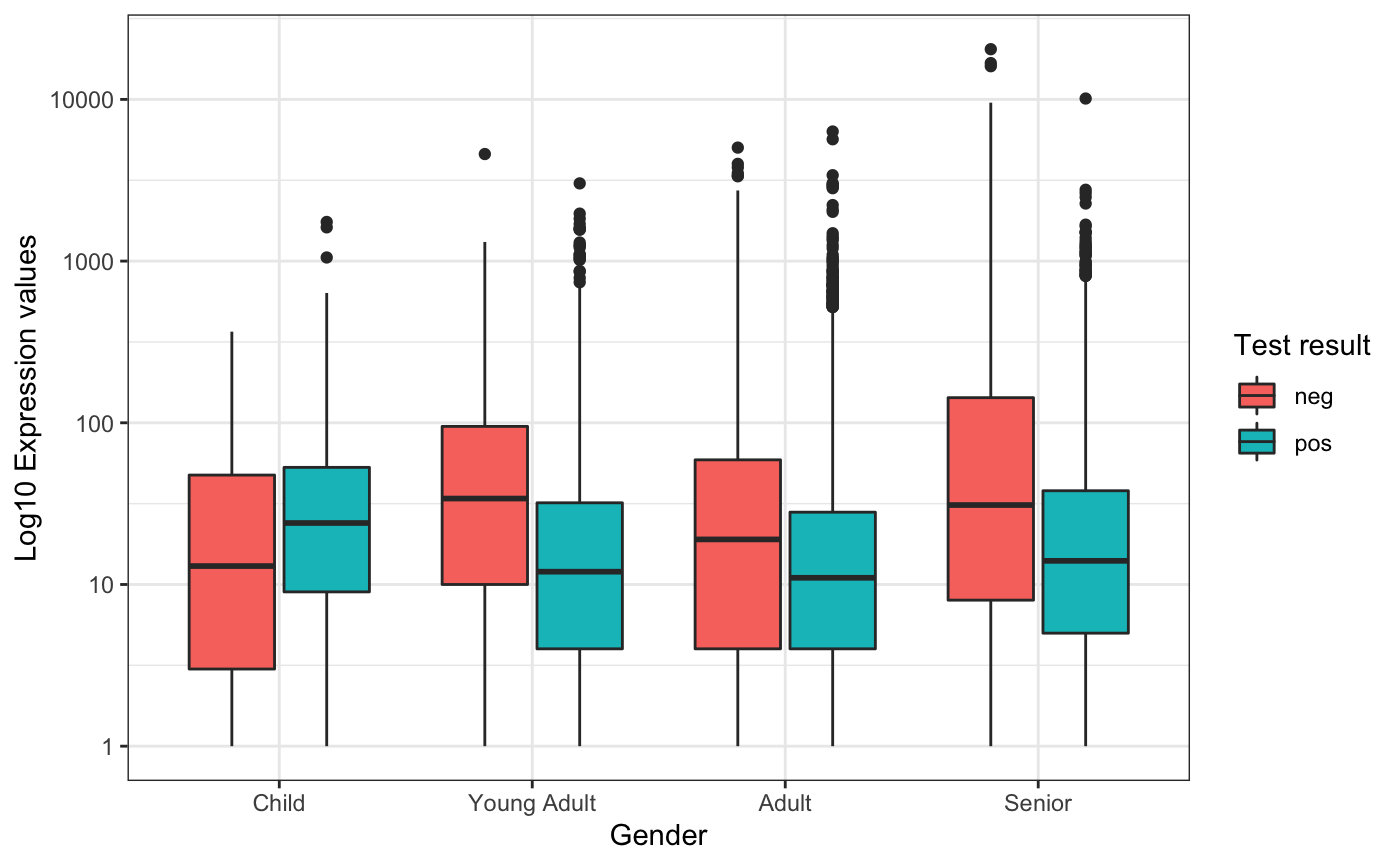 Log10 Expression values
10000
1000
100
10
1
Child Young Adult Adult Senior
Gender
Test result
neg
pos